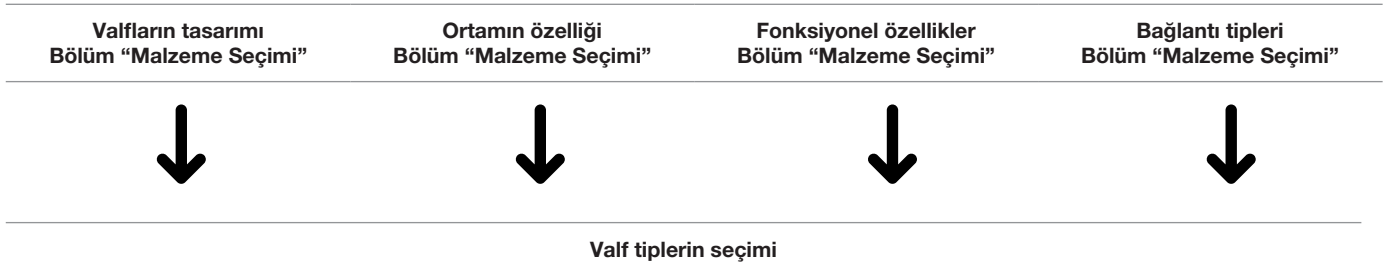 Valfların tasarımı
Bölüm “Malzeme Seçimi”
Ortamın özelliği
Bölüm “Malzeme Seçimi”
Fonksiyonel özellikler
Bölüm “Malzeme Seçimi”
Bağlantı tipleri
Bölüm “Malzeme Seçimi”
Valf tiplerin seçimi